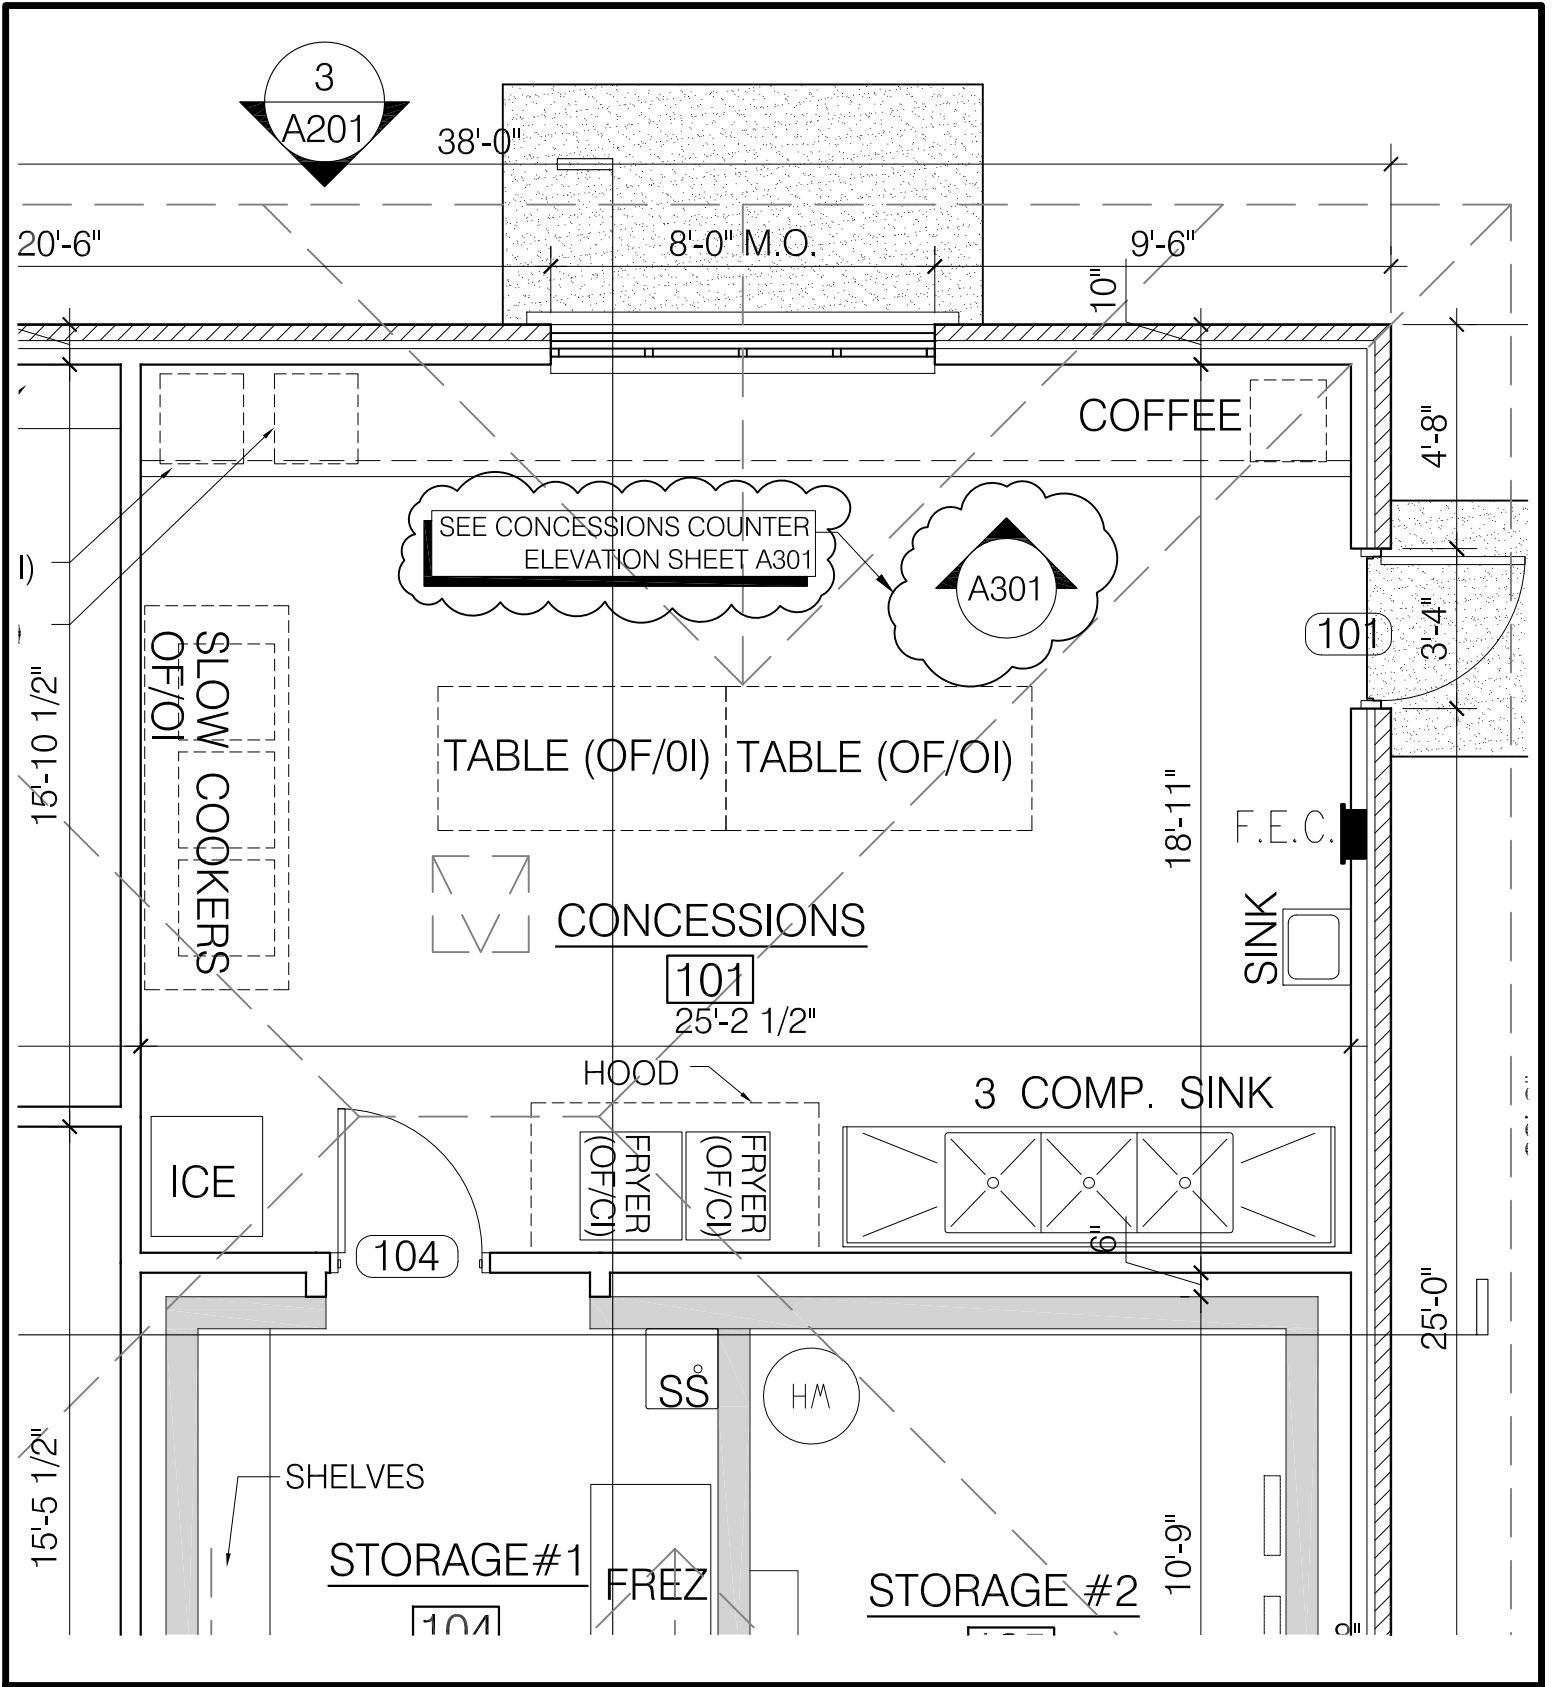 3
A201
38'-0"
20'-6"
8'-0" M.O.
9'-6"
10"
COFFEE
4'-8"
SEE CONCESSIONS COUNTER
ELEVATION SHEET A301
A301
I)
101
3'-4"
SLOW COOKERS
OF/OI
15'-10 1/2"
TABLE (OF/0I)
TABLE (OF/OI)
18'-11"
F.E.C.
SINK
CONCESSIONS
101
25'-2 1/2"
HOOD
3 COMP. SINK
ICE
FRYER
(OF/CI)
FRYER
(OF/CI)
104
6"
25'-0"
SS
WH
15'-5 1/2"
SHELVES
STORAGE#1
104
FREZ
STORAGE #2
10'-9"